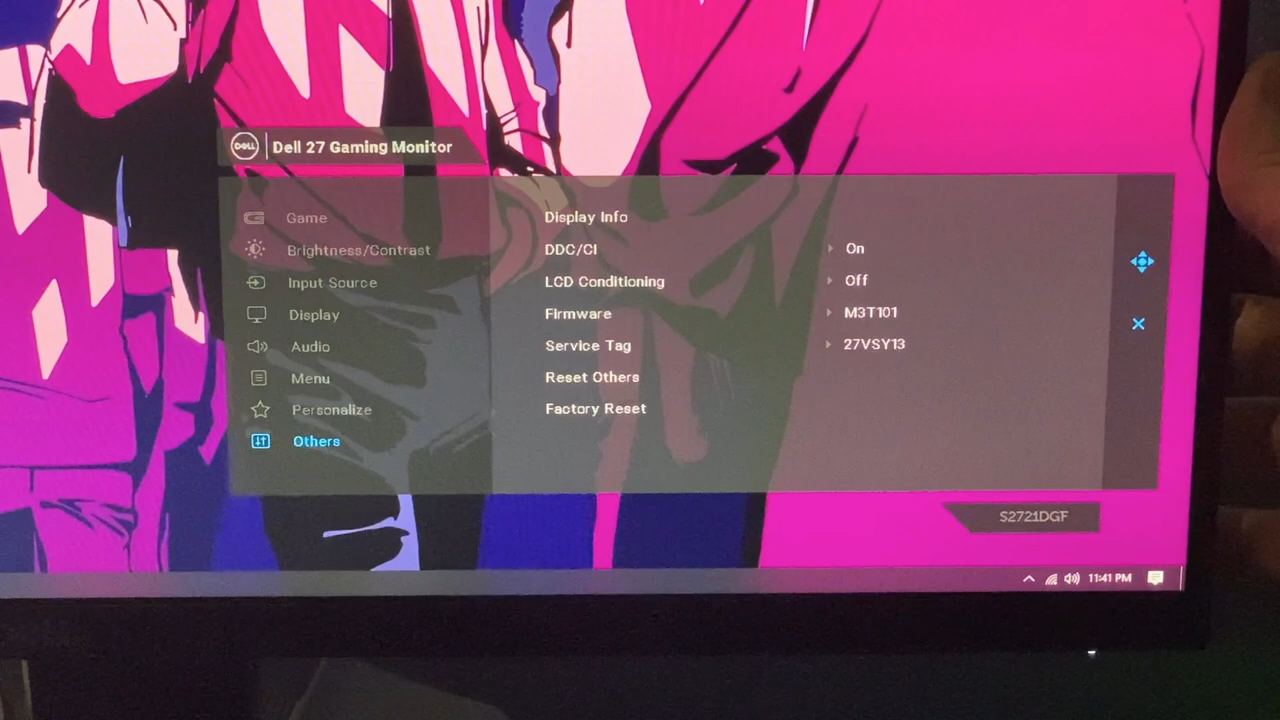 DELL Dell 27 Gaming Monitor
Game
Brightness/Contrast
Input Source
Display
Audio
Menu
Personalize
Others
Display Info
DDC/CI On
LCD Conditioning Off
Firmware M3T101
Service Tag 27VSY13
Reset Others
Factory Reset
S2721DGF
11:41 PM